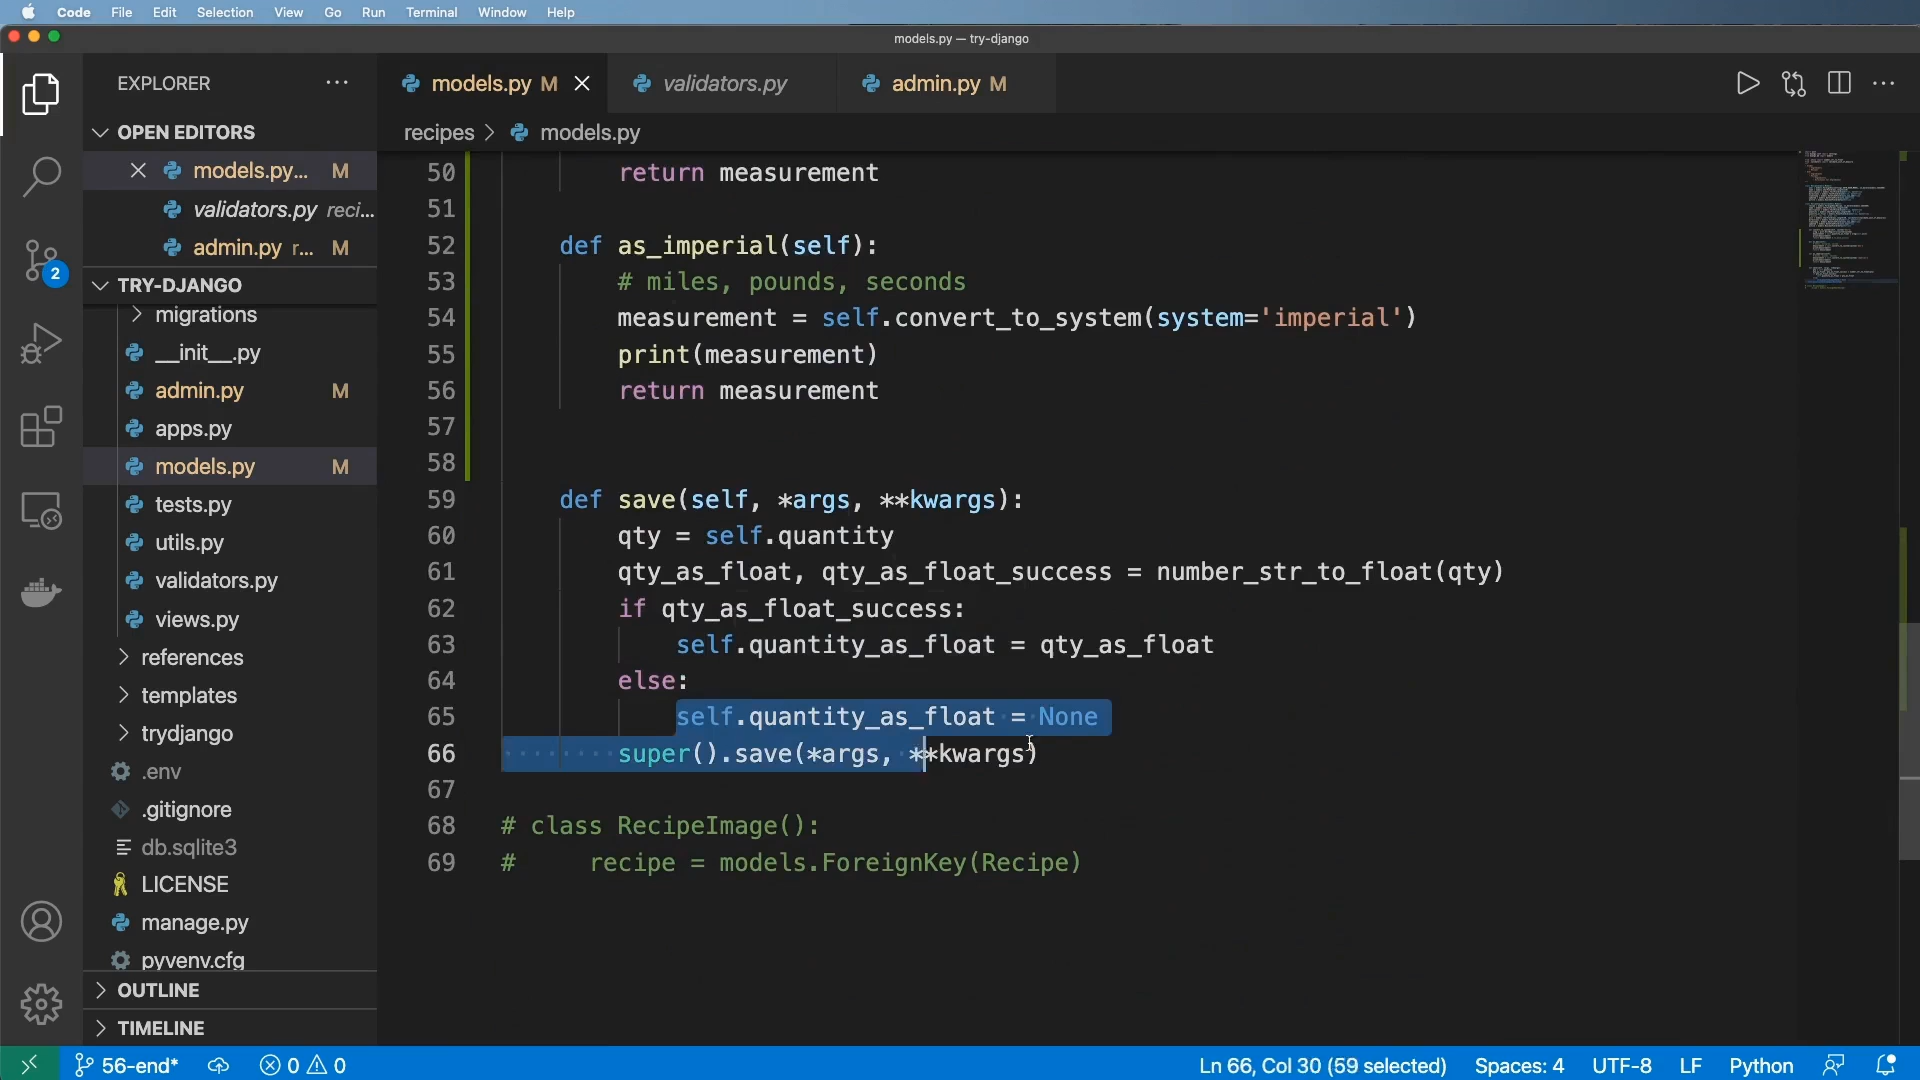 Code File Edit Selection View Go Run Terminal Window Help
models.py — try-django
EXPLORER
models.py M
validators.py
admin.py M
OPEN EDITORS
recipes > models.py
models.py... M
validators.py reci...
admin.py r... M
TRY-DJANGO
migrations
__init__.py
admin.py M
apps.py
models.py M
tests.py
utils.py
validators.py
views.py
references
templates
trydjango
.env
.gitignore
db.sqlite3
LICENSE
manage.py
pyvenv.cfg
OUTLINE
TIMELINE
2
50 return measurement
51
52 def as_imperial(self):
53 # miles, pounds, seconds
54 measurement = self.convert_to_system(system='imperial')
55 print(measurement)
56 return measurement
57
58
59 def save(self, *args, **kwargs):
60 qty = self.quantity
61 qty_as_float, qty_as_float_success = number_str_to_float(qty)
62 if qty_as_float_success:
63 self.quantity_as_float = qty_as_float
64 else:
65 self.quantity_as_float = None
66 super().save(*args, **kwargs)
67
68 # class RecipeImage():
69 # recipe = models.ForeignKey(Recipe)
56-end* 0 0 Ln 66, Col 30 (59 selected) Spaces: 4 UTF-8 LF Python